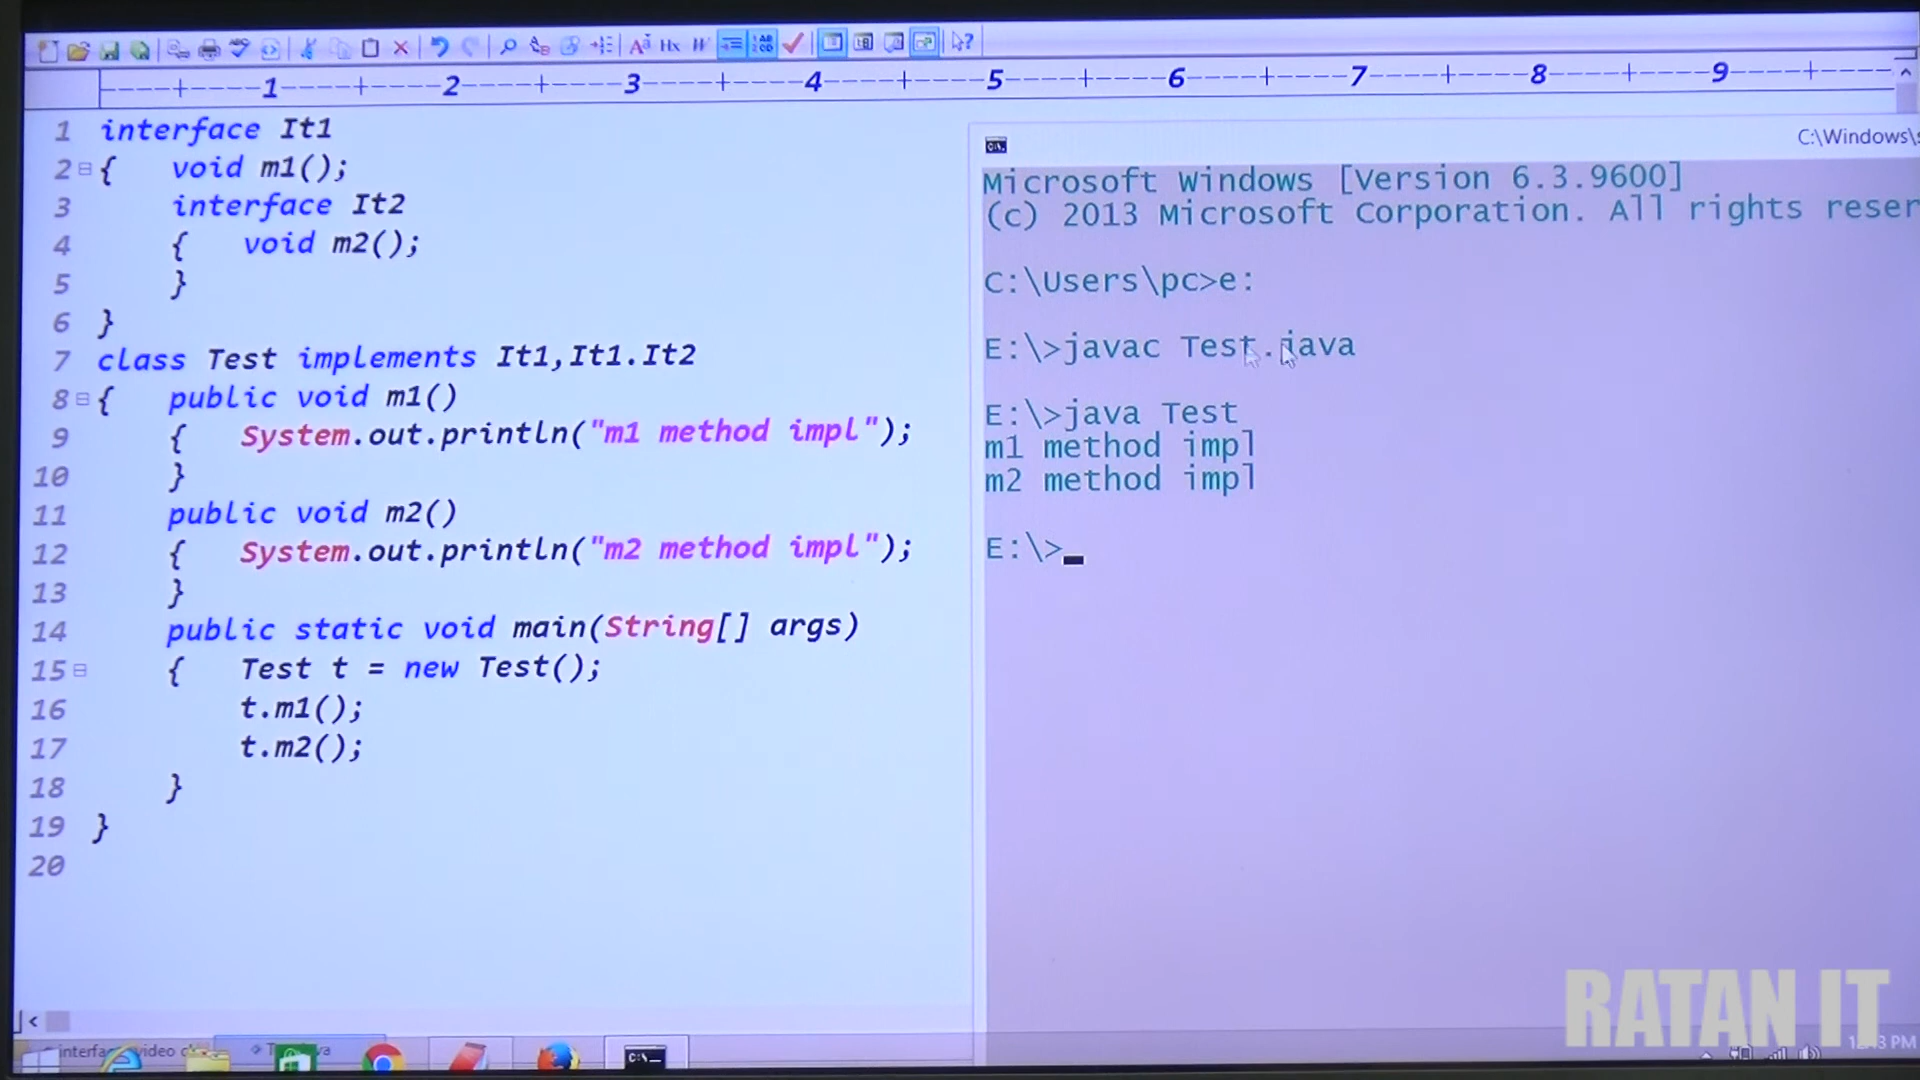 ----+----1----+----2----+----3----+----4----+----5----+----6----+----7----+----8----+----9----+----
1 interface It1
2 { void m1();
3 interface It2
4 { void m2();
5 }
6 }
7 class Test implements It1,It1.It2
8 { public void m1()
9 { System.out.println("m1 method impl");
10 }
11 public void m2()
12 { System.out.println("m2 method impl");
13 }
14 public static void main(String[] args)
15 { Test t = new Test();
16 t.m1();
17 t.m2();
18 }
19 }
20
C:\Windows\s
Microsoft Windows [Version 6.3.9600]
(c) 2013 Microsoft Corporation. All rights reser
C:\Users\pc>e:
E:\>javac Test.java
E:\>java Test
m1 method impl
m2 method impl
E:\>_
RATAN IT
PM